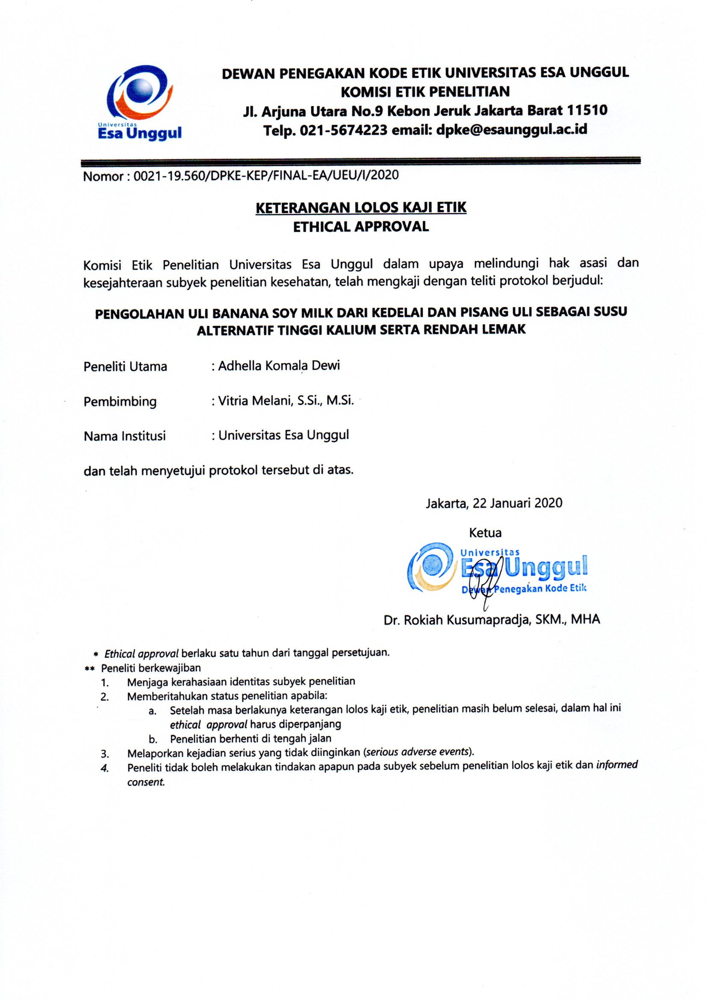 Universitas
Esa Unggul
DEWAN PENEGAKAN KODE ETIK UNIVERSITAS ESA UNGGUL
KOMISI ETIK PENELITIAN
Jl. Arjuna Utara No.9 Kebon Jeruk Jakarta Barat 11510
Telp. 021-5674223 email: dpke@esaunggul.ac.id
Nomor : 0021-19.560/DPKE-KEP/FINAL-EA/UEU/I/2020
KETERANGAN LOLOS KAJI ETIK
ETHICAL APPROVAL
Komisi Etik Penelitian Universitas Esa Unggul dalam upaya melindungi hak asasi dan
kesejahteraan subyek penelitian kesehatan, telah mengkaji dengan teliti protokol berjudul:
PENGOLAHAN ULI BANANA SOY MILK DARI KEDELAI DAN PISANG ULI SEBAGAI SUSU
ALTERNATIF TINGGI KALIUM SERTA RENDAH LEMAK
Peneliti Utama : Adhella Komala Dewi
Pembimbing : Vitria Melani, S.Si., M.Si.
Nama Institusi : Universitas Esa Unggul
dan telah menyetujui protokol tersebut di atas.
Jakarta, 22 Januari 2020
Ketua
Universitas
Esa Unggul
Dewan Penegakan Kode Etik
Dr. Rokiah Kusumapradja, SKM., MHA
* Ethical approval berlaku satu tahun dari tanggal persetujuan.
** Peneliti berkewajiban
1. Menjaga kerahasiaan identitas subyek penelitian
2. Memberitahukan status penelitian apabila:
a. Setelah masa berlakunya keterangan lolos kaji etik, penelitian masih belum selesai, dalam hal ini
ethical approval harus diperpanjang
b. Penelitian berhenti di tengah jalan
3. Melaporkan kejadian serius yang tidak diinginkan (serious adverse events).
4. Peneliti tidak boleh melakukan tindakan apapun pada subyek sebelum penelitian lolos kaji etik dan informed
consent.